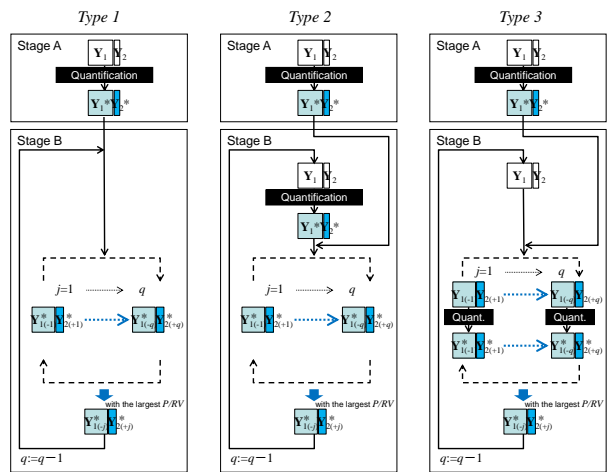 Type 1
Stage A
Y₁ Y₂
Quantification
Y₁* Y₂*
Stage B
j=1 q
Y*₁₍₋₁₎ Y*₂₍₊₁₎ Y*₁₍₋q₎ Y*₂₍₊q₎
with the largest P/RV
Y*₁₍₋j₎ Y*₂₍₊j₎
q:=q−1
Type 2
Stage A
Y₁ Y₂
Quantification
Y₁* Y₂*
Stage B
Y₁ Y₂
Quantification
Y₁* Y₂*
j=1 q
Y*₁₍₋₁₎ Y*₂₍₊₁₎ Y*₁₍₋q₎ Y*₂₍₊q₎
with the largest P/RV
Y*₁₍₋j₎ Y*₂₍₊j₎
q:=q−1
Type 3
Stage A
Y₁ Y₂
Quantification
Y₁* Y₂*
Stage B
Y₁ Y₂
j=1 q
Y₁₍₋₁₎ Y₂₍₊₁₎ Y₁₍₋q₎ Y₂₍₊q₎
Quant. Quant.
Y*₁₍₋₁₎ Y*₂₍₊₁₎ Y*₁₍₋q₎ Y*₂₍₊q₎
with the largest P/RV
Y*₁₍₋j₎ Y*₂₍₊j₎
q:=q−1